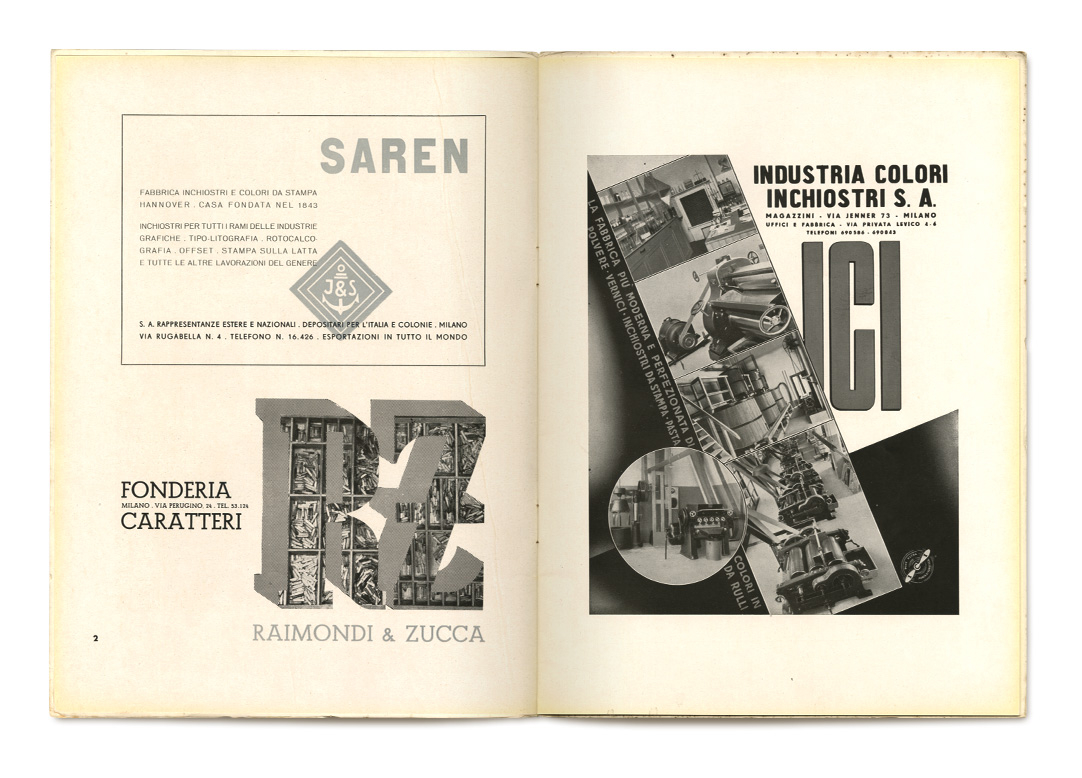 SAREN
FABBRICA INCHIOSTRI E COLORI DA STAMPA
HANNOVER . CASA FONDATA NEL 1843
INCHIOSTRI PER TUTTI I RAMI DELLE INDUSTRIE
GRAFICHE . TIPO-LITOGRAFIA . ROTOCALCO-
GRAFIA . OFFSET . STAMPA SULLA LATTA
E TUTTE LE ALTRE LAVORAZIONI DEL GENERE
J&S
S. A. RAPPRESENTANZE ESTERE E NAZIONALI . DEPOSITARI PER L'ITALIA E COLONIE . MILANO
VIA RUGABELLA N. 4 . TELEFONO N. 16.426 . ESPORTAZIONI IN TUTTO IL MONDO
RZ
FONDERIA
MILANO . VIA PERUGINO. 24 . TEL. 53.124
CARATTERI
RAIMONDI & ZUCCA
2
INDUSTRIA COLORI
INCHIOSTRI S. A.
MAGAZZINI - VIA JENNER 73 - MILANO
UFFICI E FABBRICA - VIA PRIVATA LEVICO 4-6
TELEFONI 690586 - 690843
ICI
LA FABBRICA PIÙ MODERNA E PERFEZIONATA DI
POLVERE-VERNICI-INCHIOSTRI DA STAMPA-PASTA
COLORI IN
DA RULLI